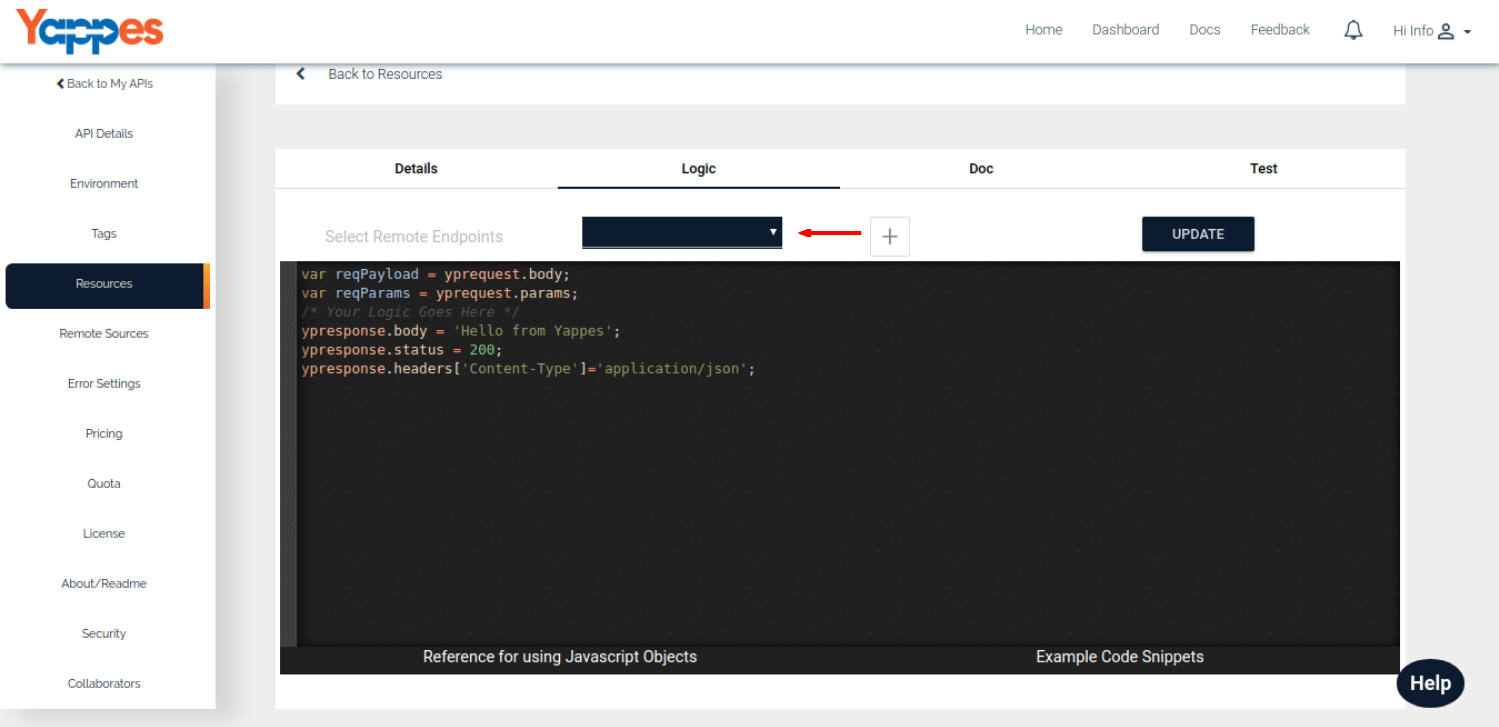 Yappes
Home Dashboard Docs Feedback Hi Info
Back to My APIs
API Details
Environment
Tags
Resources
Remote Sources
Error Settings
Pricing
Quota
License
About/Readme
Security
Collaborators
Back to Resources
Details Logic Doc Test
Select Remote Endpoints
UPDATE
var reqPayload = yprequest.body;
var reqParams = yprequest.params;
/* Your Logic Goes Here */
ypresponse.body = 'Hello from Yappes';
ypresponse.status = 200;
ypresponse.headers['Content-Type']='application/json';
Reference for using Javascript Objects Example Code Snippets
Help